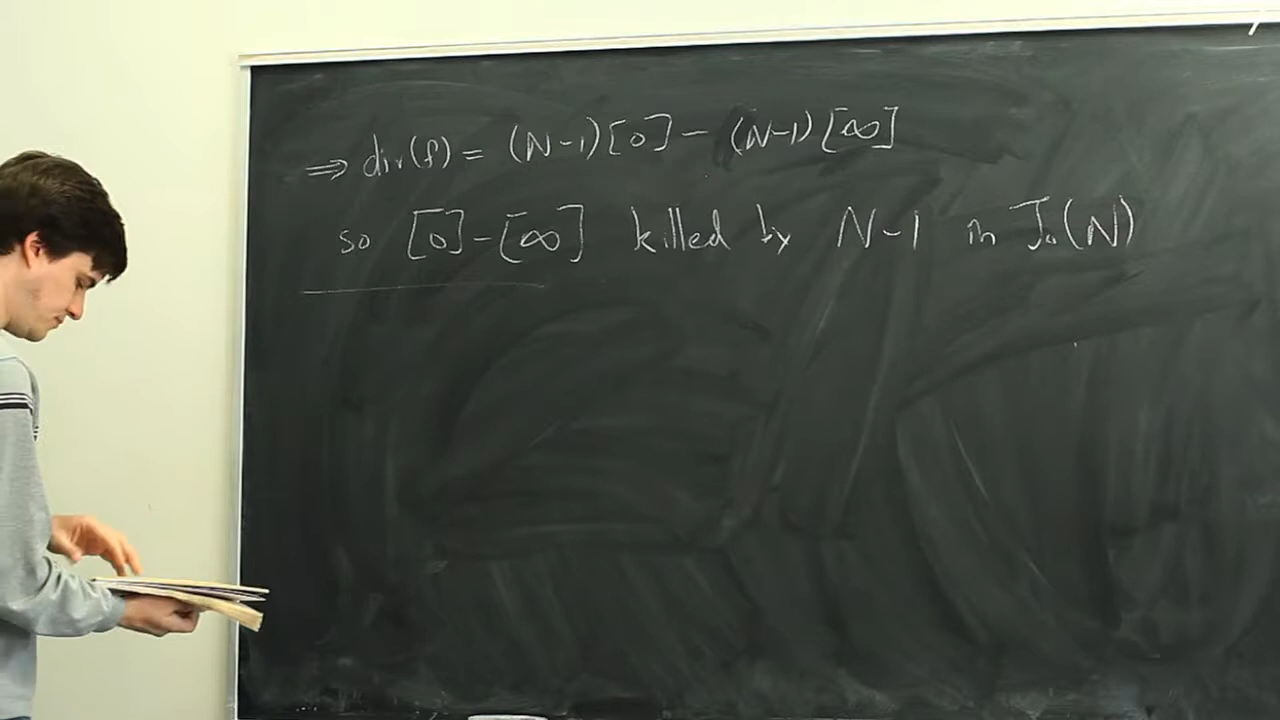 ⇒ div(f) = (N-1)[0] - (N-1)[∞]
so [0]-[∞] killed by N-1 in J₀(N)